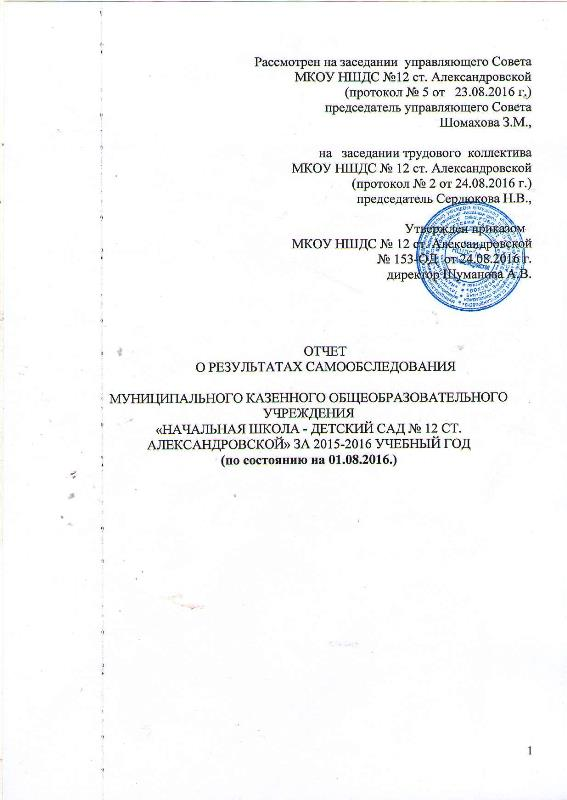 Рассмотрен на заседании управляющего Совета
МКОУ НШДС №12 ст. Александровской
(протокол № 5 от 23.08.2016 г.)
председатель управляющего Совета
Шомахова З.М.,
на заседании трудового коллектива
МКОУ НШДС № 12 ст. Александровской
(протокол № 2 от 24.08.2016 г.)
председатель Сердюкова Н.В.,
Утвержден приказом
МКОУ НШДС № 12 ст. Александровской
№ 153-ОД от 24.08.2016 г.
директор Шуманова А.В.
ОТЧЕТ
О РЕЗУЛЬТАТАХ САМООБСЛЕДОВАНИЯ
МУНИЦИПАЛЬНОГО КАЗЕННОГО ОБЩЕОБРАЗОВАТЕЛЬНОГО
УЧРЕЖДЕНИЯ
«НАЧАЛЬНАЯ ШКОЛА - ДЕТСКИЙ САД № 12 СТ.
АЛЕКСАНДРОВСКОЙ» ЗА 2015-2016 УЧЕБНЫЙ ГОД
(по состоянию на 01.08.2016.)
1